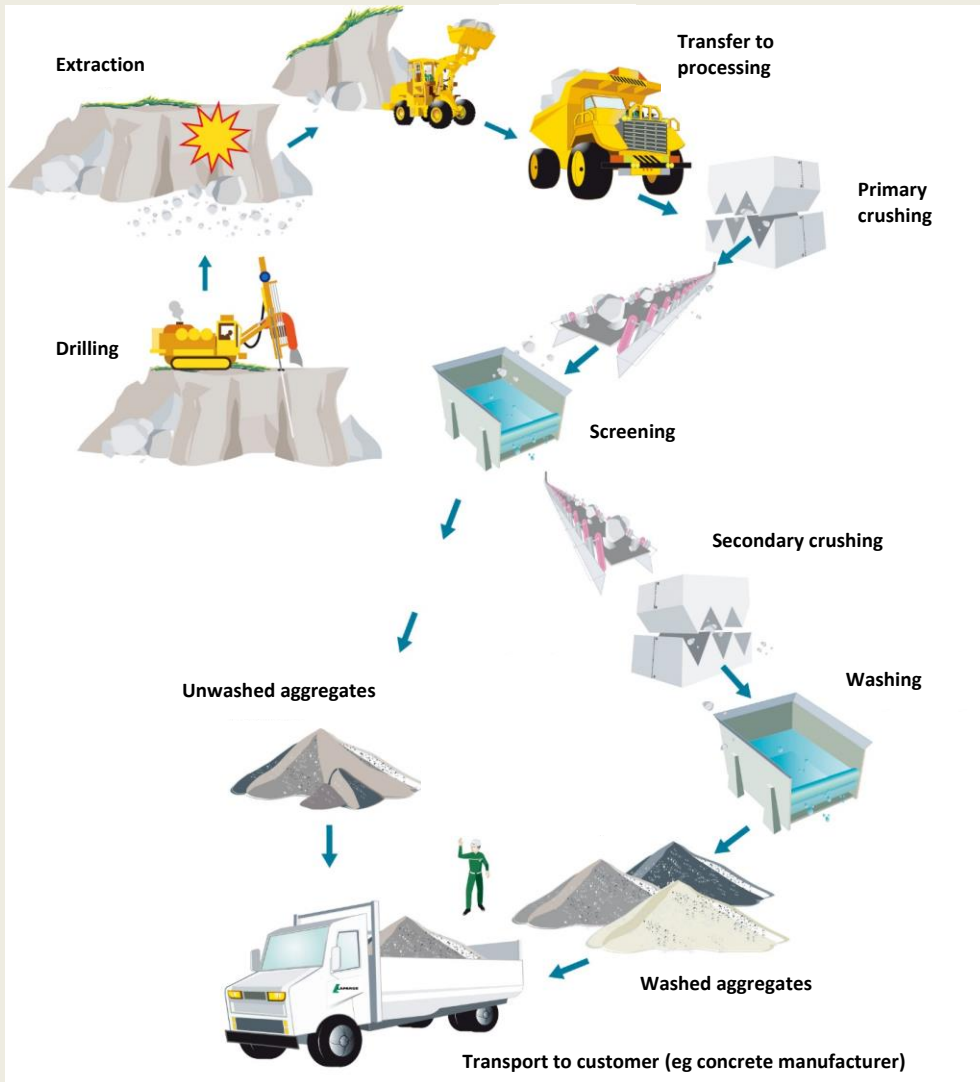 Extraction
Transfer to
processing
Primary
crushing
Drilling
Screening
Secondary crushing
Unwashed aggregates
Washing
LAFARGE
Washed aggregates
Transport to customer (eg concrete manufacturer)